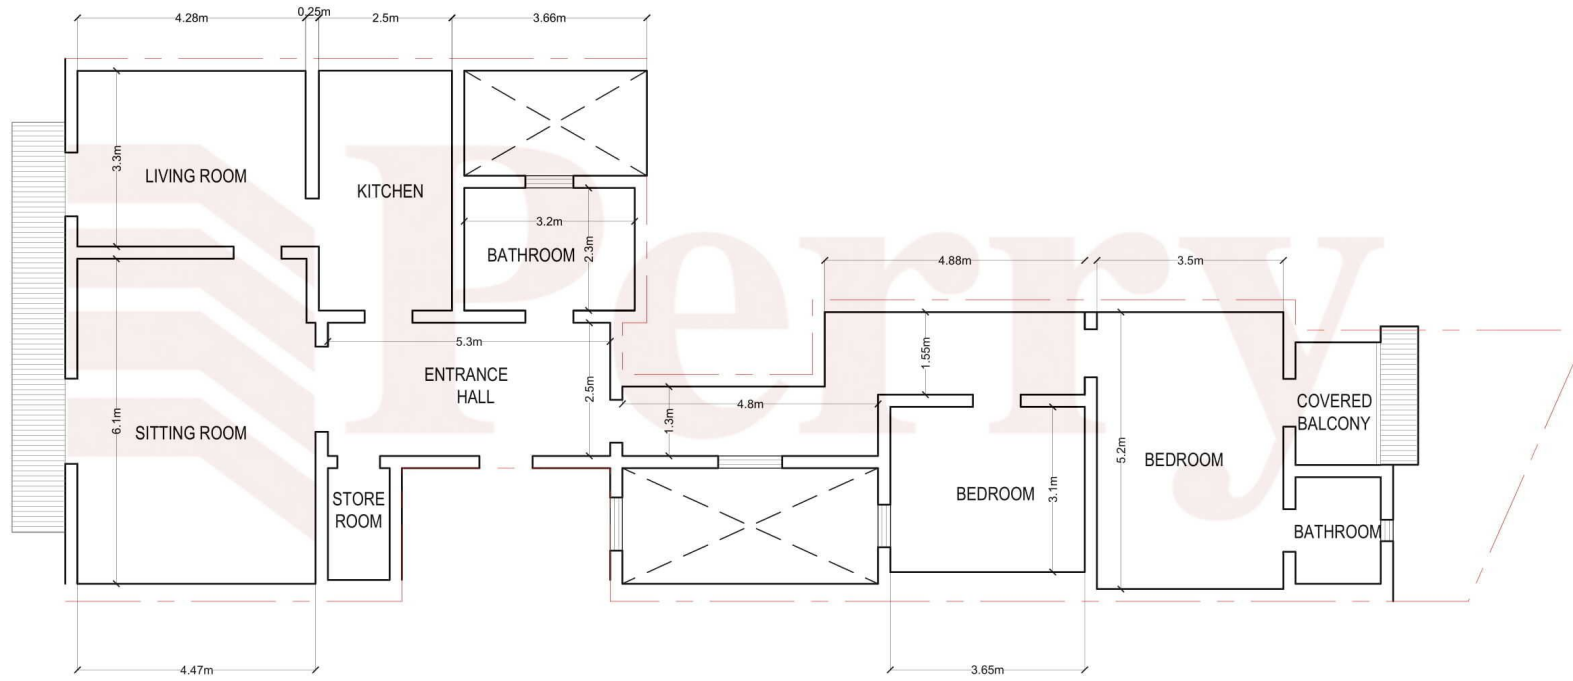 4.28m
0.25m
2.5m
3.66m
3.3m
LIVING ROOM
KITCHEN
3.2m
BATHROOM
2.3m
4.88m
3.5m
Perry
5.3m
ENTRANCE
HALL
2.5m
1.55m
1.3m
4.8m
6.1m
SITTING ROOM
COVERED
BALCONY
5.2m
BEDROOM
STORE
ROOM
BEDROOM
3.1m
BATHROOM
4.47m
3.65m